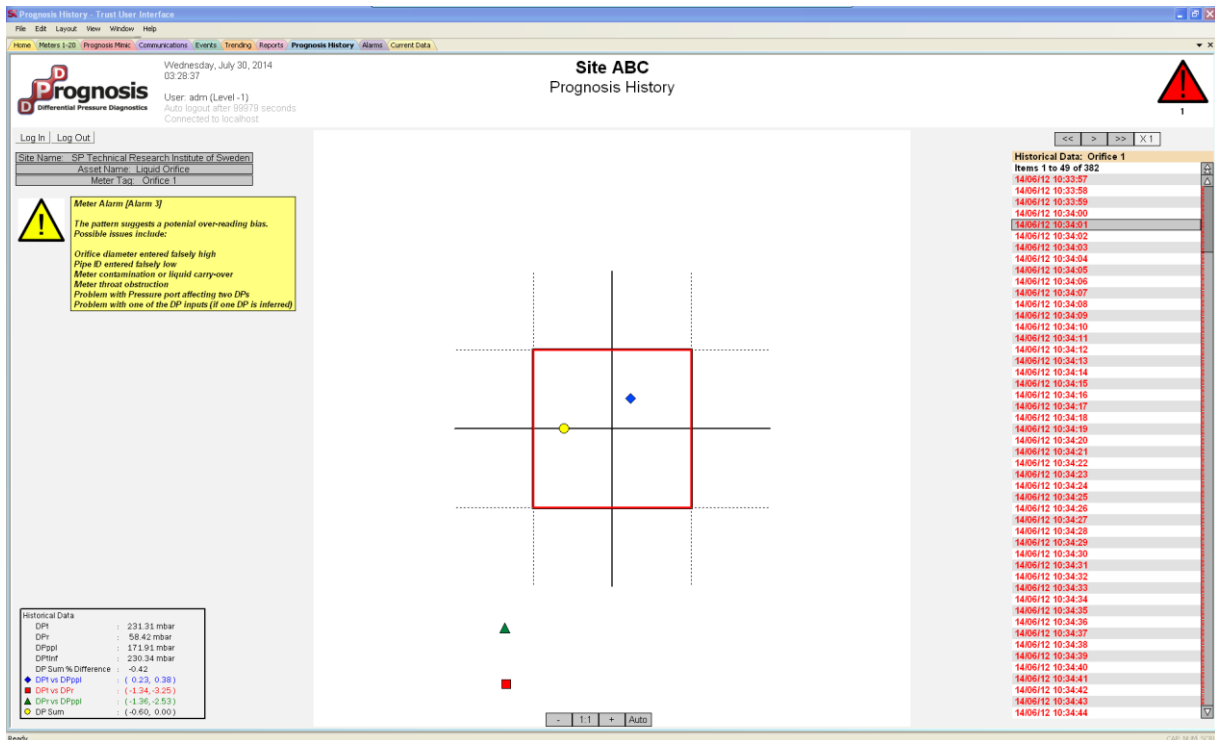 Prognosis History - Trust User Interface
File Edit Layout View Window Help
Home Meters 1-20 Prognosis Mimic Communications Events Trending Reports Prognosis History Alarms Current Data
D
Prognosis
D Differential Pressure Diagnostics
Wednesday, July 30, 2014
03:28:37
User: adm (Level -1)
Auto logout after 99979 seconds
Connected to localhost
Site ABC
Prognosis History
!
1
Log In Log Out
<< > >> X 1
Site Name: SP Technical Research Institute of Sweden
Asset Name: Liquid Orifice
Meter Tag: Orifice 1
!
Meter Alarm [Alarm 3]
The pattern suggests a potenial over-reading bias.
Possible issues include:
Orifice diameter entered falsely high
Pipe ID entered falsely low
Meter contamination or liquid carry-over
Meter throat obstruction
Problem with Pressure port affecting two DPs
Problem with one of the DP inputs (if one DP is inferred)
Historical Data
DPt : 231.31 mbar
DPr : 58.42 mbar
DPppl : 171.91 mbar
DPtInf : 230.34 mbar
DP Sum % Difference : -0.42
DPt vs DPppl : ( 0.23, 0.38 )
DPt vs DPr : (-1.34,-3.25 )
DPr vs DPppl : (-1.36,-2.53 )
DP Sum : (-0.60, 0.00 )
- 1:1 + Auto
Historical Data: Orifice 1
Items 1 to 49 of 382
14/06/12 10:33:57
14/06/12 10:33:58
14/06/12 10:33:59
14/06/12 10:34:00
14/06/12 10:34:01
14/06/12 10:34:02
14/06/12 10:34:03
14/06/12 10:34:04
14/06/12 10:34:05
14/06/12 10:34:06
14/06/12 10:34:07
14/06/12 10:34:08
14/06/12 10:34:09
14/06/12 10:34:10
14/06/12 10:34:11
14/06/12 10:34:12
14/06/12 10:34:13
14/06/12 10:34:14
14/06/12 10:34:15
14/06/12 10:34:16
14/06/12 10:34:17
14/06/12 10:34:18
14/06/12 10:34:19
14/06/12 10:34:20
14/06/12 10:34:21
14/06/12 10:34:22
14/06/12 10:34:23
14/06/12 10:34:24
14/06/12 10:34:25
14/06/12 10:34:26
14/06/12 10:34:27
14/06/12 10:34:28
14/06/12 10:34:29
14/06/12 10:34:30
14/06/12 10:34:31
14/06/12 10:34:32
14/06/12 10:34:33
14/06/12 10:34:34
14/06/12 10:34:35
14/06/12 10:34:36
14/06/12 10:34:37
14/06/12 10:34:38
14/06/12 10:34:39
14/06/12 10:34:40
14/06/12 10:34:41
14/06/12 10:34:42
14/06/12 10:34:43
14/06/12 10:34:44
Ready
CAP NUM SCRL